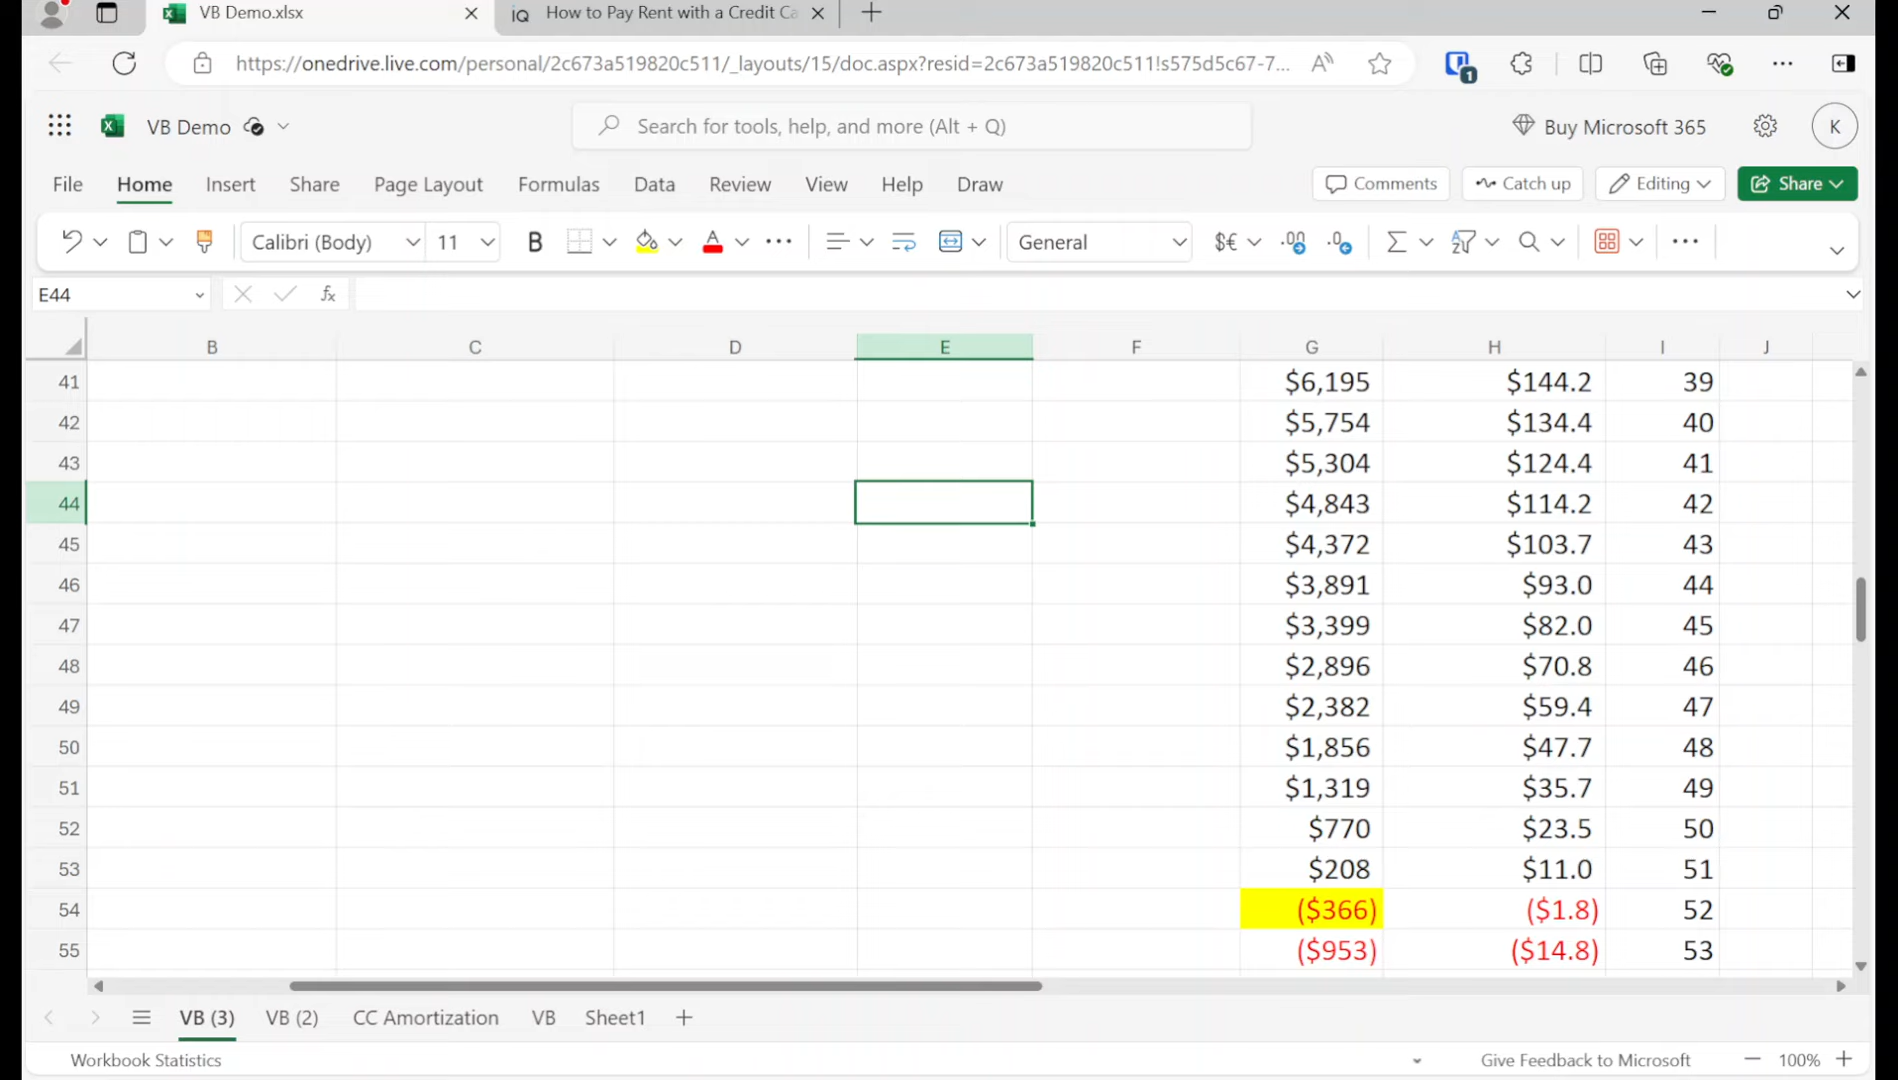 VB Demo.xlsx
iQ How to Pay Rent with a Credit Ca
https://onedrive.live.com/personal/2c673a519820c511/_layouts/15/doc.aspx?resid=2c673a519820c511!s575d5c67-7...
1
VB Demo
Search for tools, help, and more (Alt + Q)
Buy Microsoft 365
K
File Home Insert Share Page Layout Formulas Data Review View Help Draw
Comments Catch up Editing Share
Calibri (Body) 11 B A General $€ .00 .0
E44 fx
B C D E F G H I J
41 $6,195 $144.2 39
42 $5,754 $134.4 40
43 $5,304 $124.4 41
44 $4,843 $114.2 42
45 $4,372 $103.7 43
46 $3,891 $93.0 44
47 $3,399 $82.0 45
48 $2,896 $70.8 46
49 $2,382 $59.4 47
50 $1,856 $47.7 48
51 $1,319 $35.7 49
52 $770 $23.5 50
53 $208 $11.0 51
54 ($366) ($1.8) 52
55 ($953) ($14.8) 53
VB (3) VB (2) CC Amortization VB Sheet1
Workbook Statistics
Give Feedback to Microsoft 100%